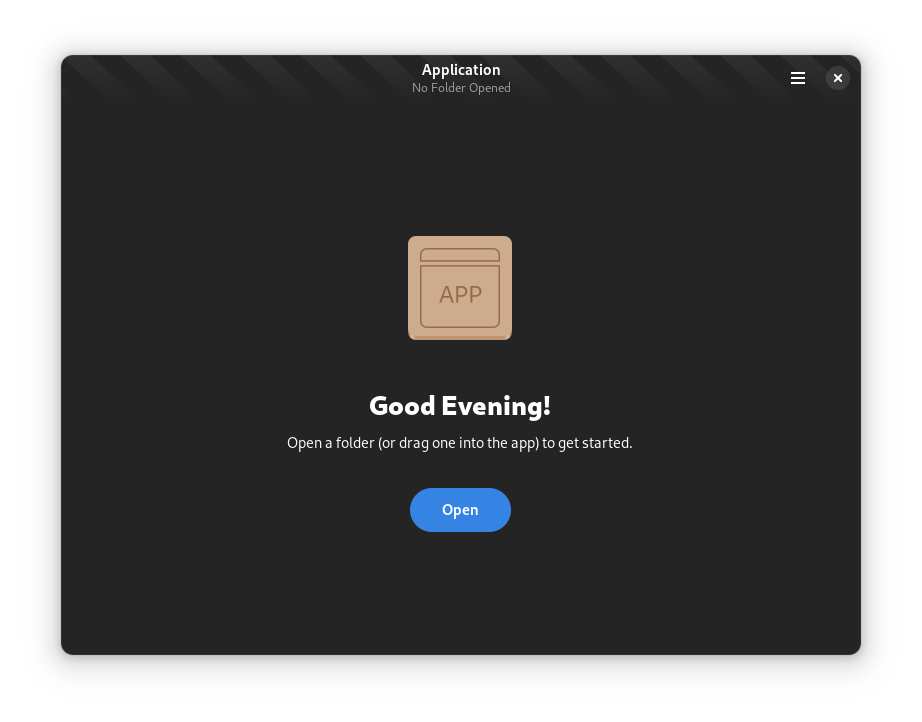 Application
No Folder Opened
APP
Good Evening!
Open a folder (or drag one into the app) to get started.
Open